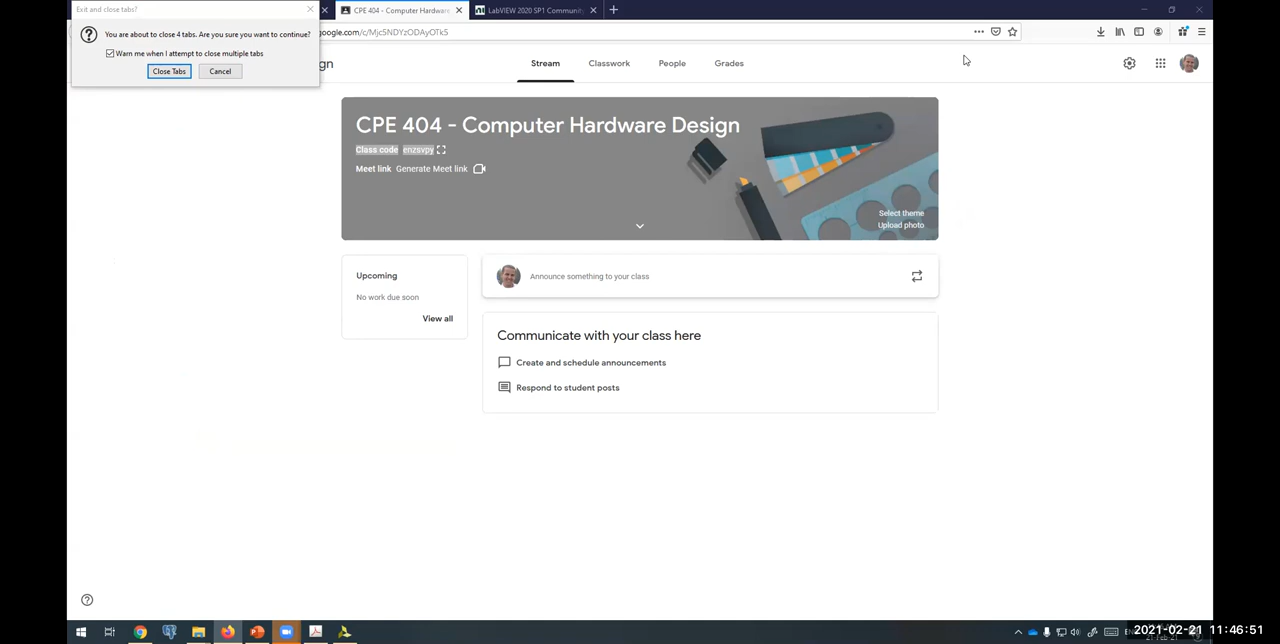 Exit and close tabs?
You are about to close 4 tabs. Are you sure you want to continue?
Warn me when I attempt to close multiple tabs
Close Tabs Cancel
CPE 404 - Computer Hardware
LabVIEW 2020 SP1 Community
google.com/c/Mjc5NDYzODAyOTk5
gn
Stream Classwork People Grades
CPE 404 - Computer Hardware Design
Class code enzsvpy
Meet link Generate Meet link
Select theme
Upload photo
Upcoming
No work due soon
View all
Announce something to your class
Communicate with your class here
Create and schedule announcements
Respond to student posts
2021-02-21 11:46:51